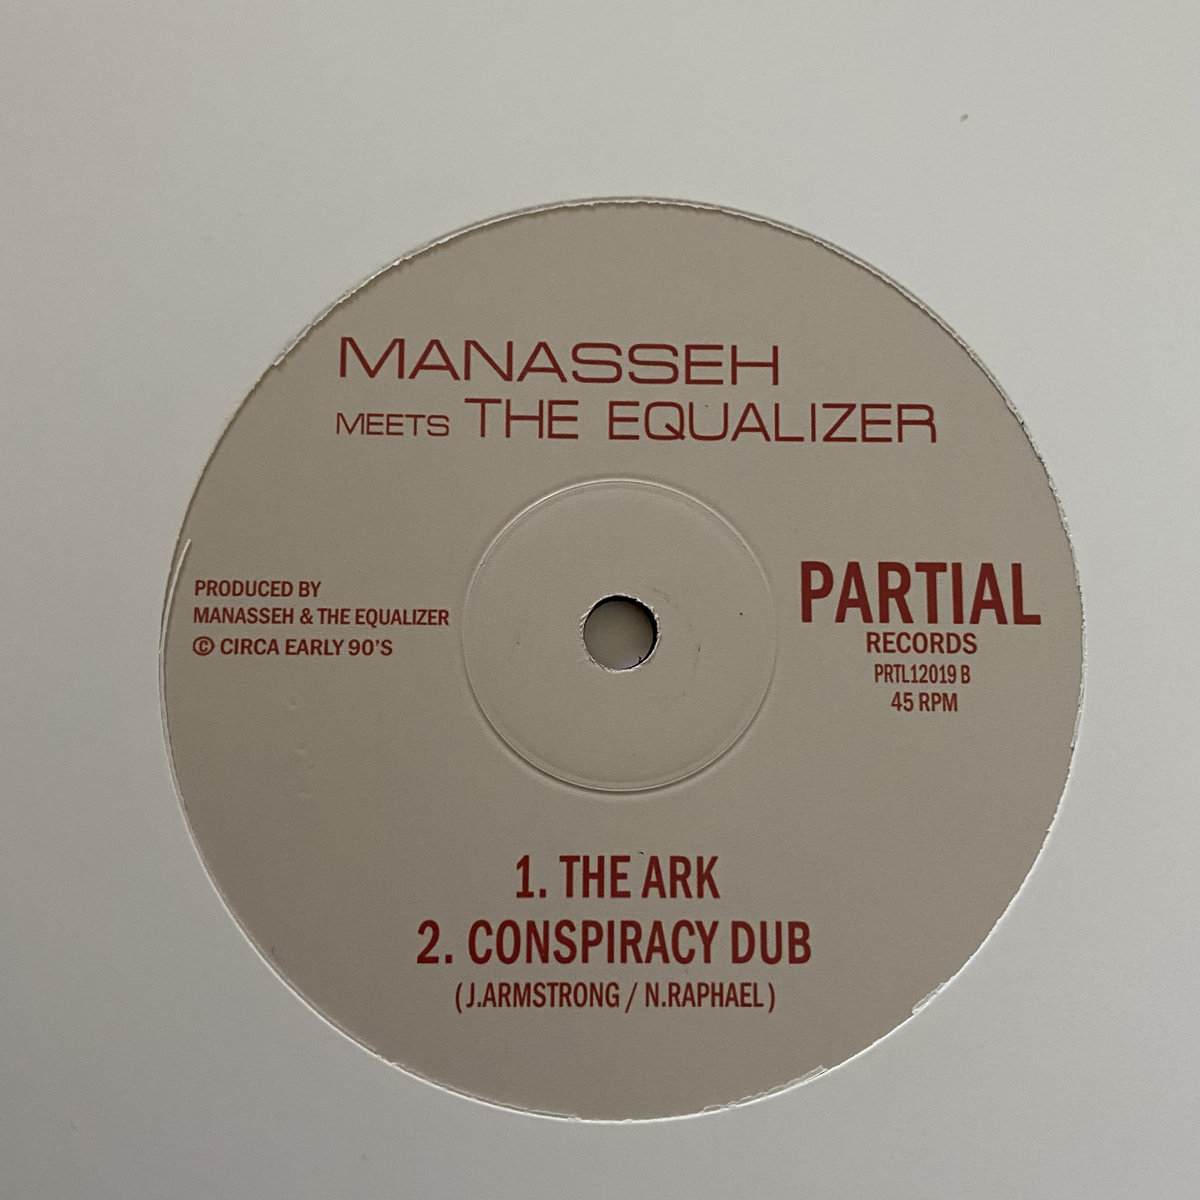 MANASSEH
MEETS THE EQUALIZER
PRODUCED BY
MANASSEH & THE EQUALIZER
© CIRCA EARLY 90'S
PARTIAL
RECORDS
PRTL12019 B
45 RPM
1. THE ARK
2. CONSPIRACY DUB
(J.ARMSTRONG / N.RAPHAEL)